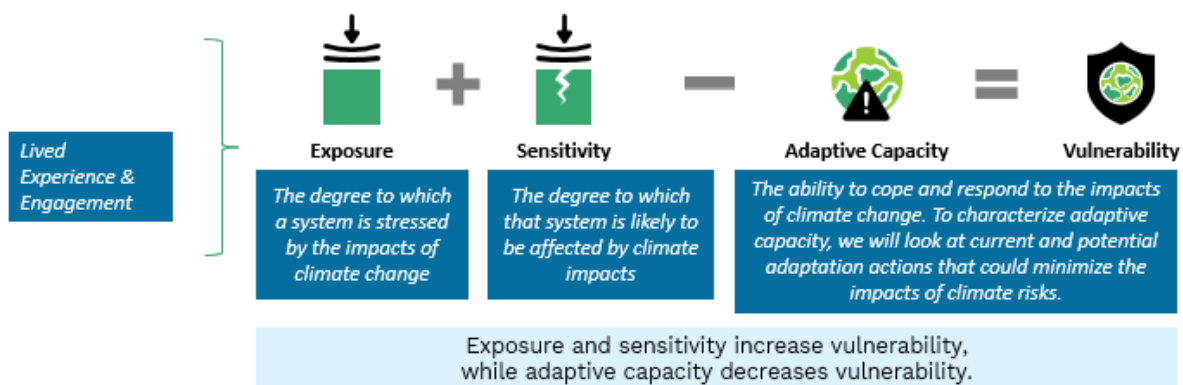 Lived
Experience &
Engagement
Exposure
The degree to which
a system is stressed
by the impacts of
climate change
Sensitivity
The degree to which
that system is likely to
be affected by climate
impacts
Adaptive Capacity
Vulnerability
The ability to cope and respond to the impacts
of climate change. To characterize adaptive
capacity, we will look at current and potential
adaptation actions that could minimize the
impacts of climate risks.
Exposure and sensitivity increase vulnerability,
while adaptive capacity decreases vulnerability.